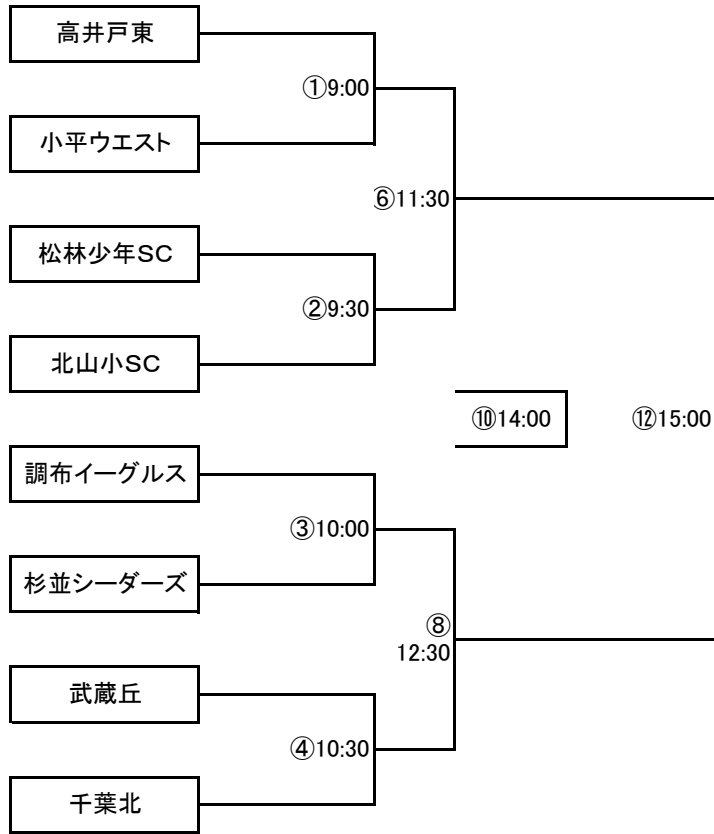 高井戸東
①9:00
小平ウエスト
⑥11:30
松林少年SC
②9:30
北山小SC
⑩14:00
⑫15:00
調布イーグルス
③10:00
杉並シーダーズ
⑧
12:30
武蔵丘
④10:30
千葉北